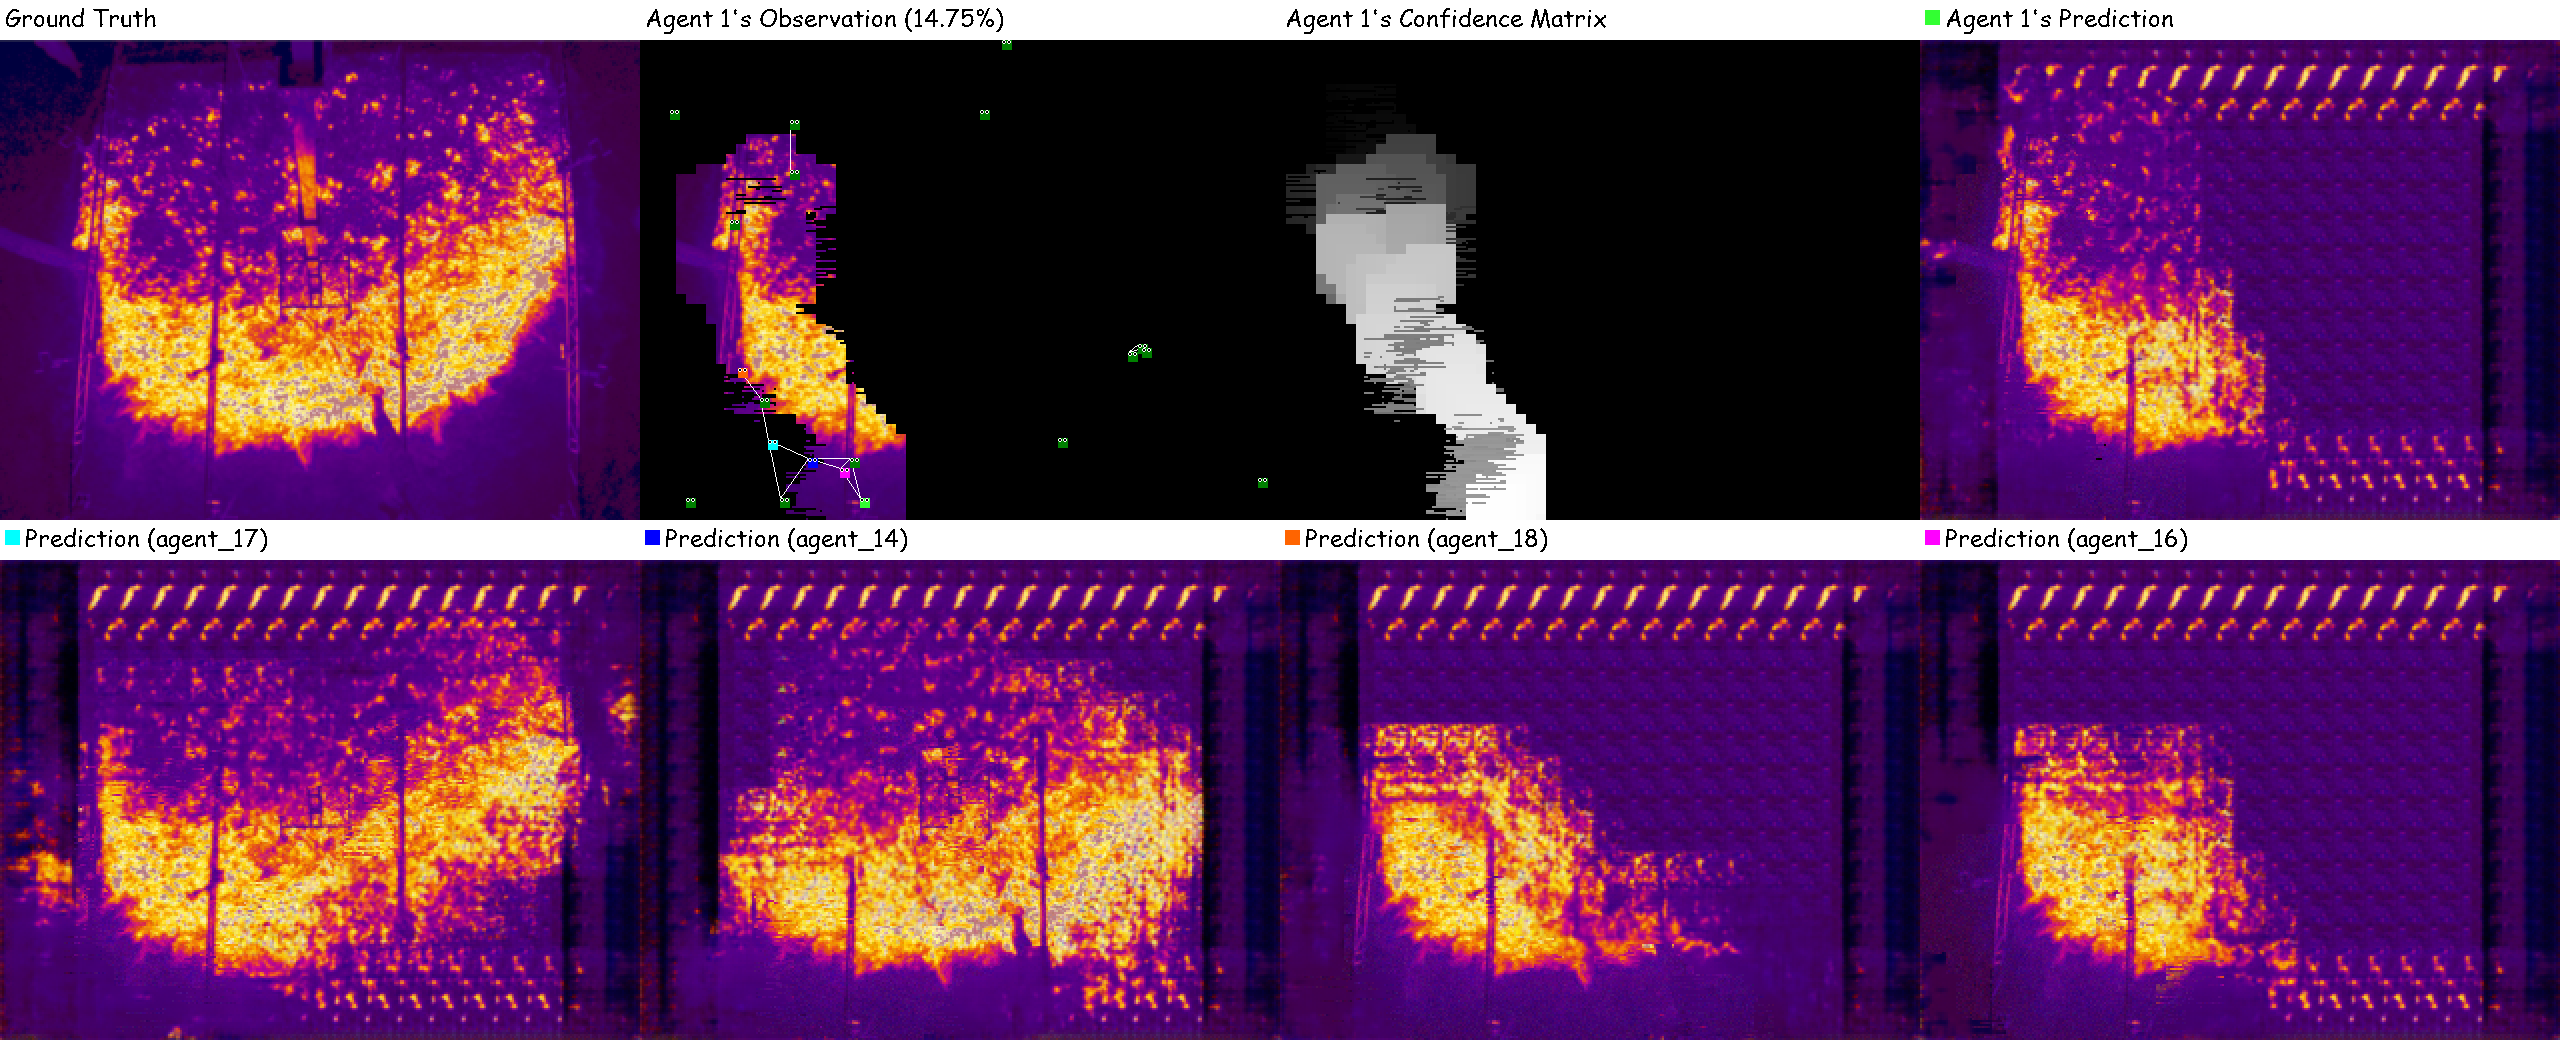 Ground Truth
Agent 1's Observation (14.75%)
Agent 1's Confidence Matrix
Agent 1's Prediction
Prediction (agent_17)
Prediction (agent_14)
Prediction (agent_18)
Prediction (agent_16)